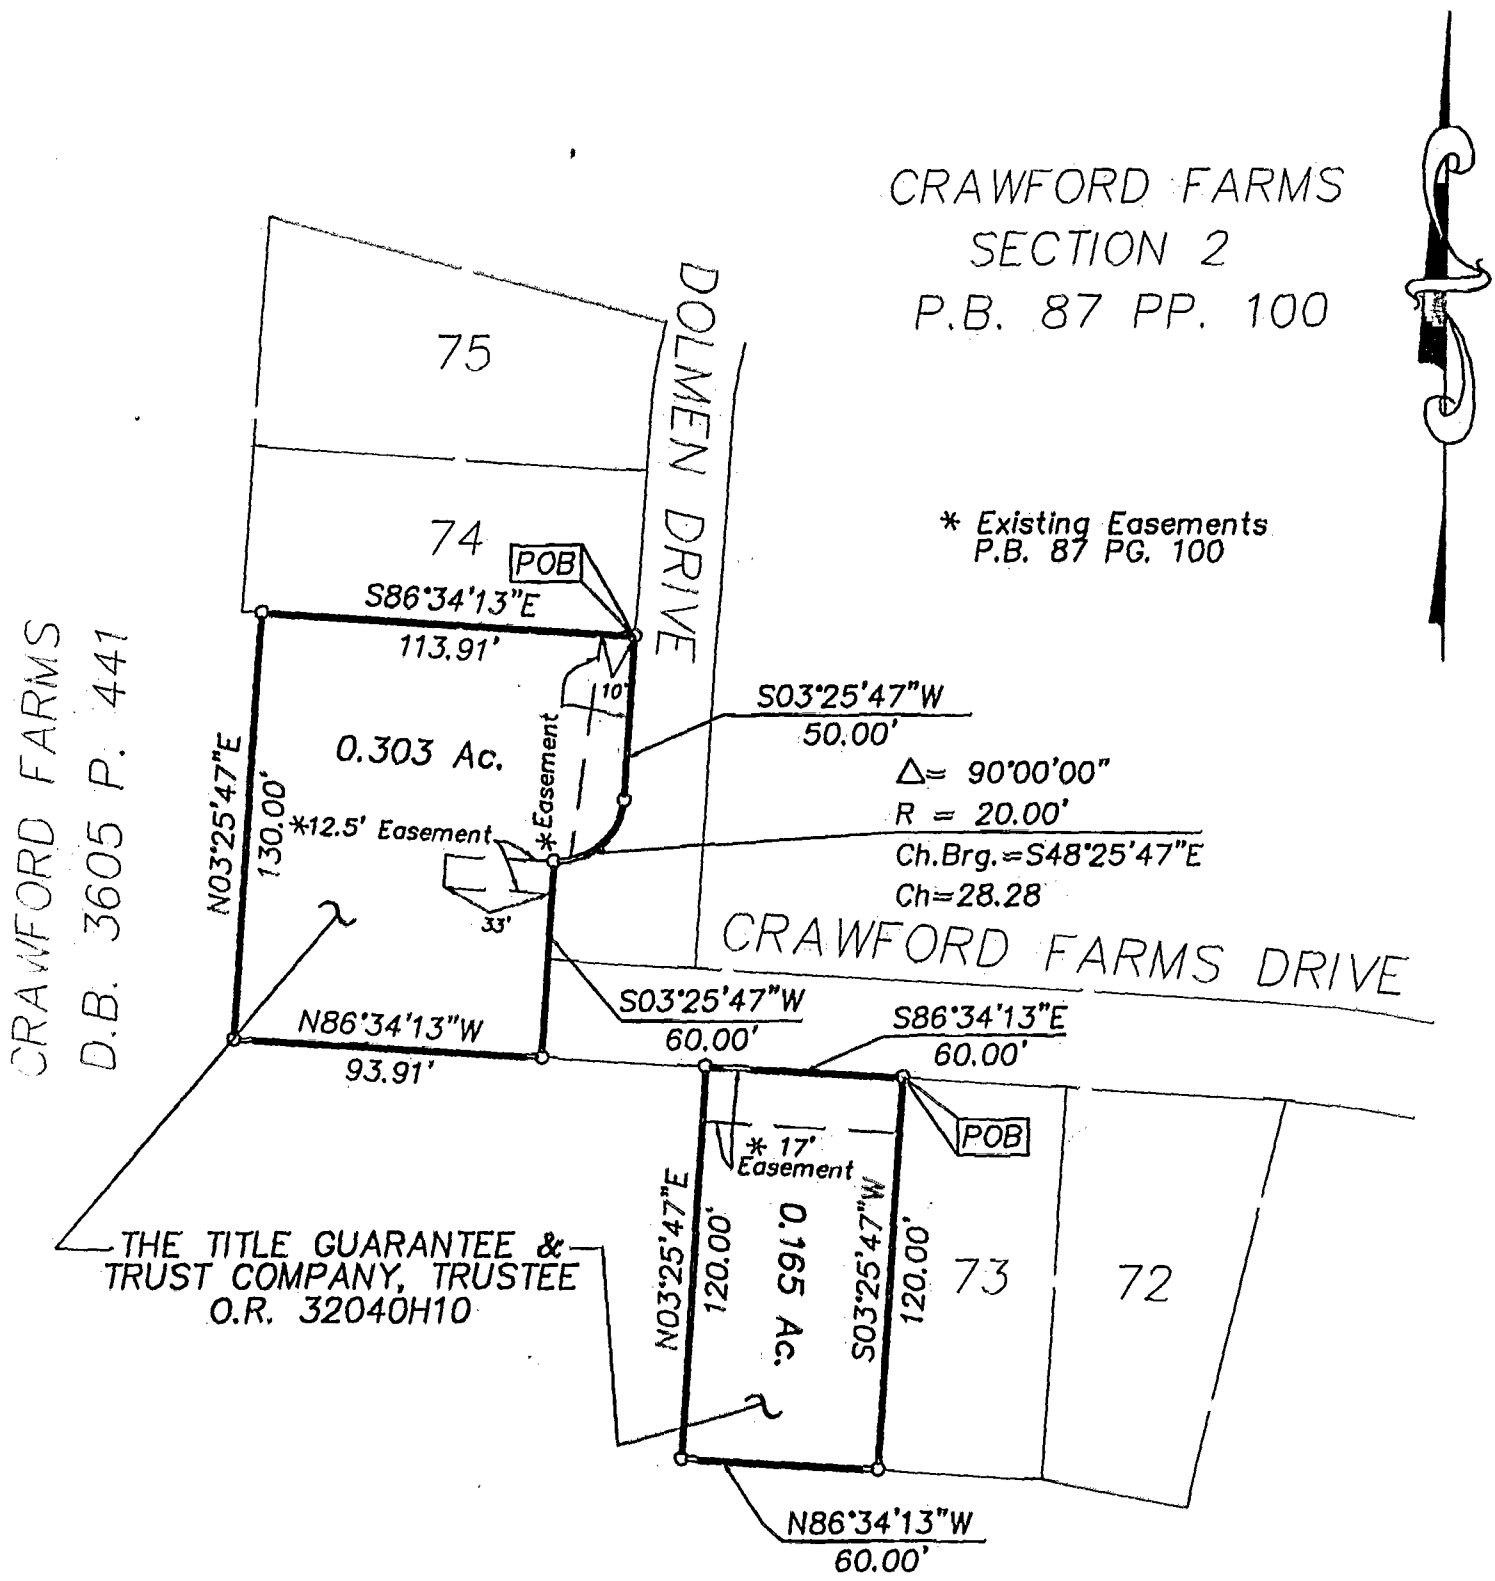 CRAWFORD FARMS
SECTION 2
P.B. 87 PP. 100
DOLMEN DRIVE
75
74
POB
* Existing Easements
P.B. 87 PG. 100
S86°34'13"E
113.91'
CRAWFORD FARMS
D.B. 3605 P. 441
10'
S03°25'47"W
50.00'
0.303 Ac.
*Easement
N03°25'47"E
130.00'
*12.5' Easement
33'
Δ= 90°00'00"
R = 20.00'
Ch.Brg.=S48°25'47"E
Ch=28.28
CRAWFORD FARMS DRIVE
S03°25'47"W
60.00'
S86°34'13"E
60.00'
N86°34'13"W
93.91'
POB
* 17'
Easement
N03°25'47"E
120.00'
0.165 Ac.
S03°25'47"W
120.00'
73
72
THE TITLE GUARANTEE &
TRUST COMPANY, TRUSTEE
O.R. 32040H10
N86°34'13"W
60.00'